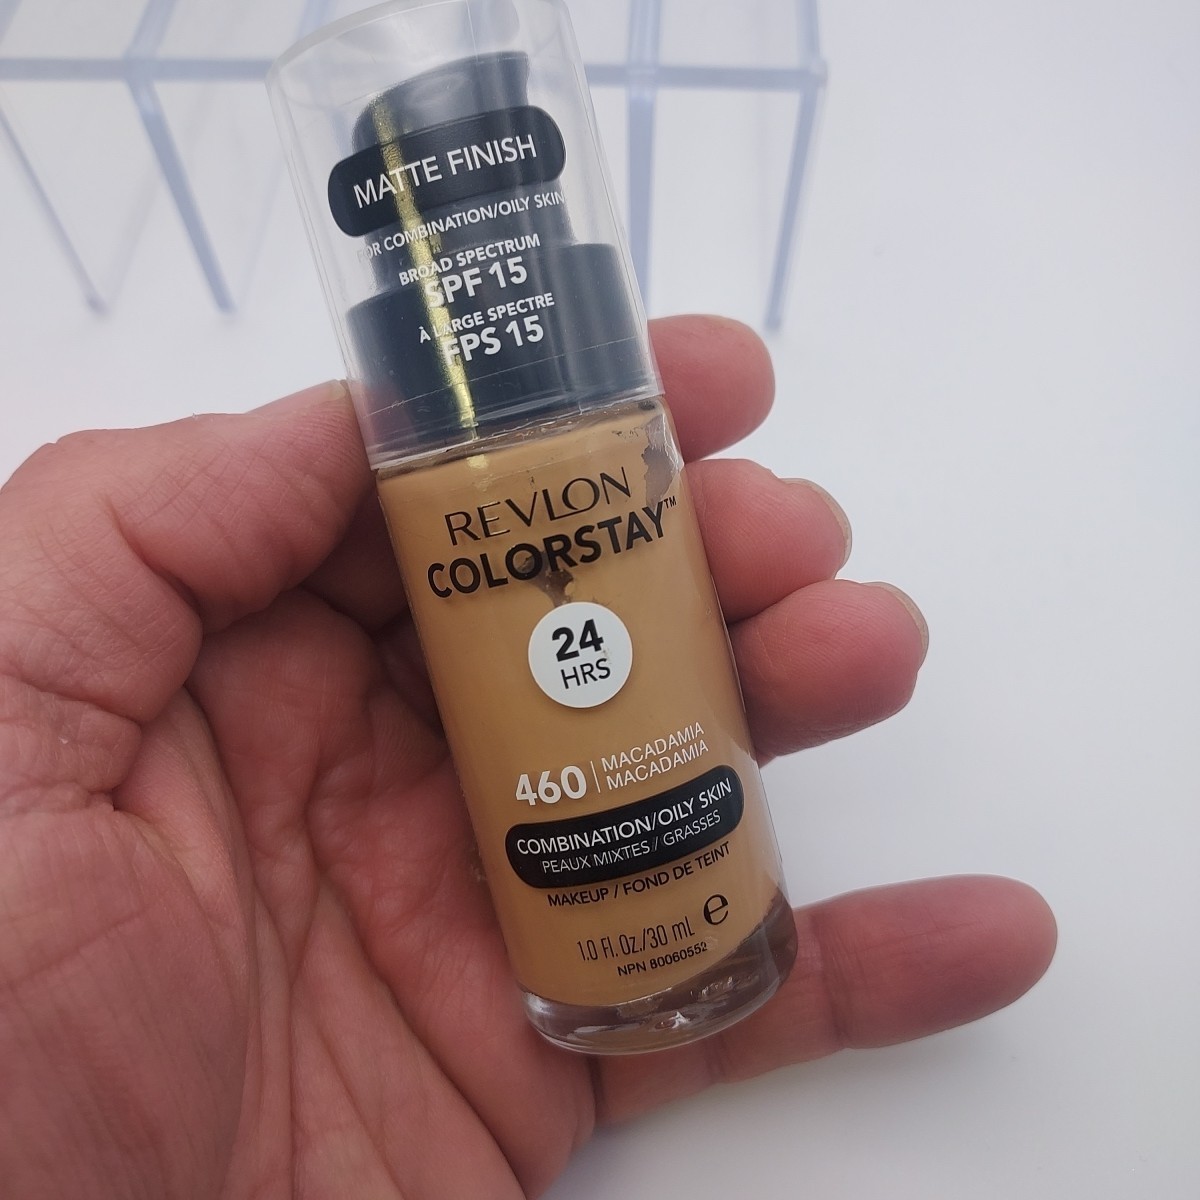 MATTE FINISH
FOR COMBINATION/OILY SKIN
BROAD SPECTRUM
SPF 15
À LARGE SPECTRE
FPS 15
REVLON
COLORSTAY™
24
HRS
460 | MACADAMIA
MACADAMIA
COMBINATION/OILY SKIN
PEAUX MIXTES / GRASSES
MAKEUP / FOND DE TEINT
1.0 Fl. Oz./30 mL ℮
NPN 80060552